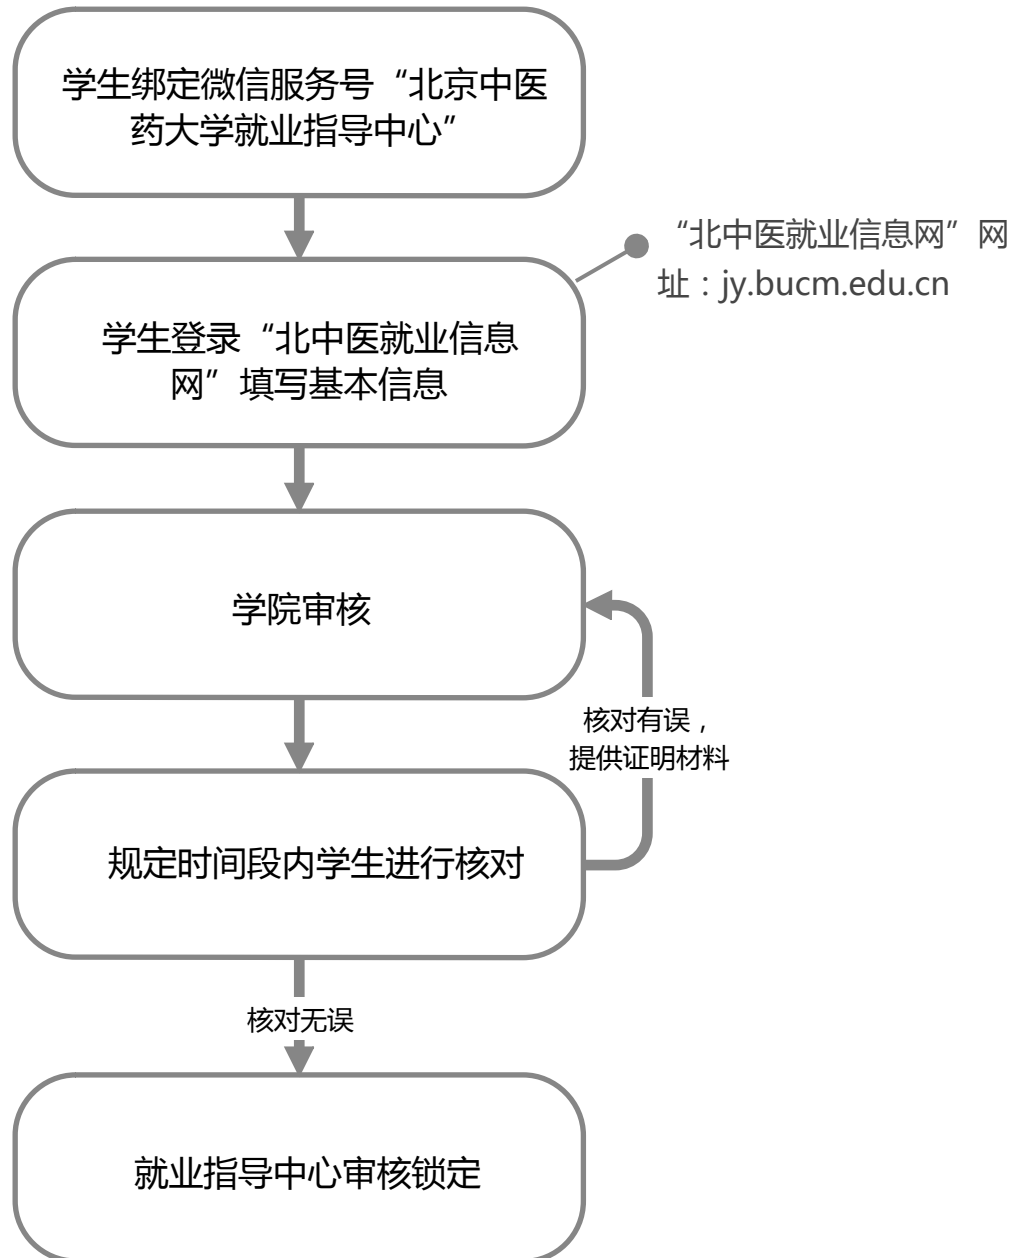 学生绑定微信服务号“北京中医
药大学就业指导中心”
“北中医就业信息网”网
址：jy.bucm.edu.cn
学生登录“北中医就业信息
网”填写基本信息
学院审核
核对有误，
提供证明材料
规定时间段内学生进行核对
核对无误
就业指导中心审核锁定